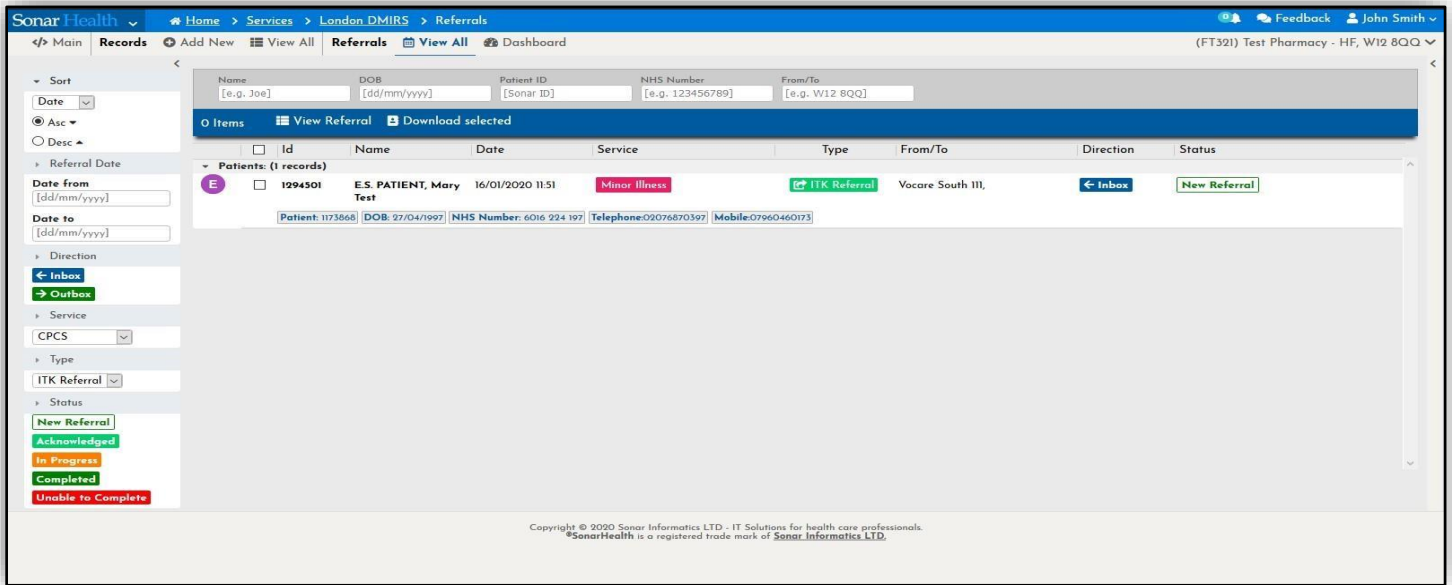 Sonar Health Home > Services > London DMIRS > Referrals 0 Feedback John Smith
</> Main Records Add New View All Referrals View All Dashboard (FT321) Test Pharmacy - HF, W12 8QQ
Sort
Date
Asc
Desc
Referral Date
Date from
[dd/mm/yyyy]
Date to
[dd/mm/yyyy]
Direction
Inbox
Outbox
Service
CPCS
Type
ITK Referral
Status
New Referral
Acknowledged
In Progress
Completed
Unable to Complete
Name DOB Patient ID NHS Number From/To
[e.g. Joe] [dd/mm/yyyy] [Sonar ID] [e.g. 123456789] [e.g. W12 8QQ]
0 Items View Referral Download selected
Id Name Date Service Type From/To Direction Status
Patients: (1 records)
E 1294501 E.S. PATIENT, Mary 16/01/2020 11:51 Minor Illness ITK Referral Vocare South 111, Inbox New Referral
Test
Patient: 1173868 DOB: 27/04/1997 NHS Number: 6016 224 197 Telephone:02076870397 Mobile:07960460173
Copyright © 2020 Sonar Informatics LTD - IT Solutions for health care professionals.
®SonarHealth is a registered trade mark of Sonar Informatics LTD.